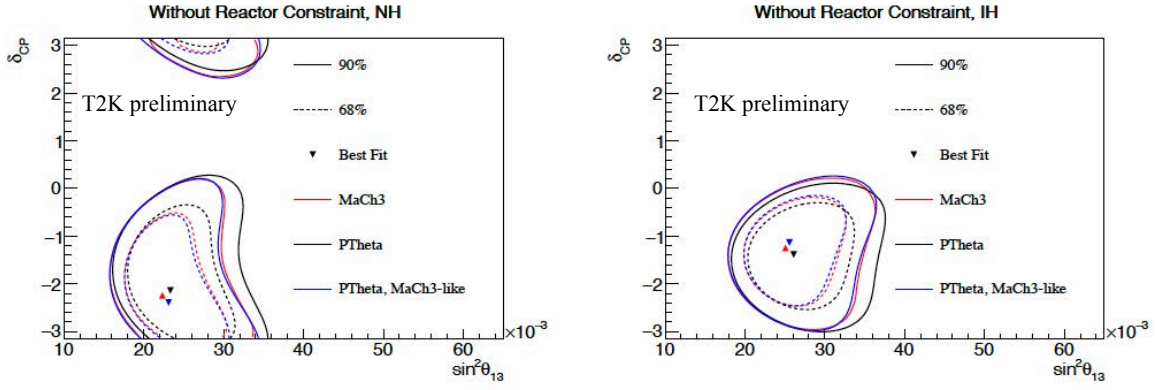 Without Reactor Constraint, NH
δCP
3
2
1
0
−1
−2
−3
T2K preliminary
90%
68%
Best Fit
MaCh3
PTheta
PTheta, MaCh3-like
×10⁻³
10 20 30 40 50 60
sin²θ₁₃
Without Reactor Constraint, IH
δCP
3
2
1
0
−1
−2
−3
T2K preliminary
90%
68%
Best Fit
MaCh3
PTheta
PTheta, MaCh3-like
×10⁻³
10 20 30 40 50 60
sin²θ₁₃